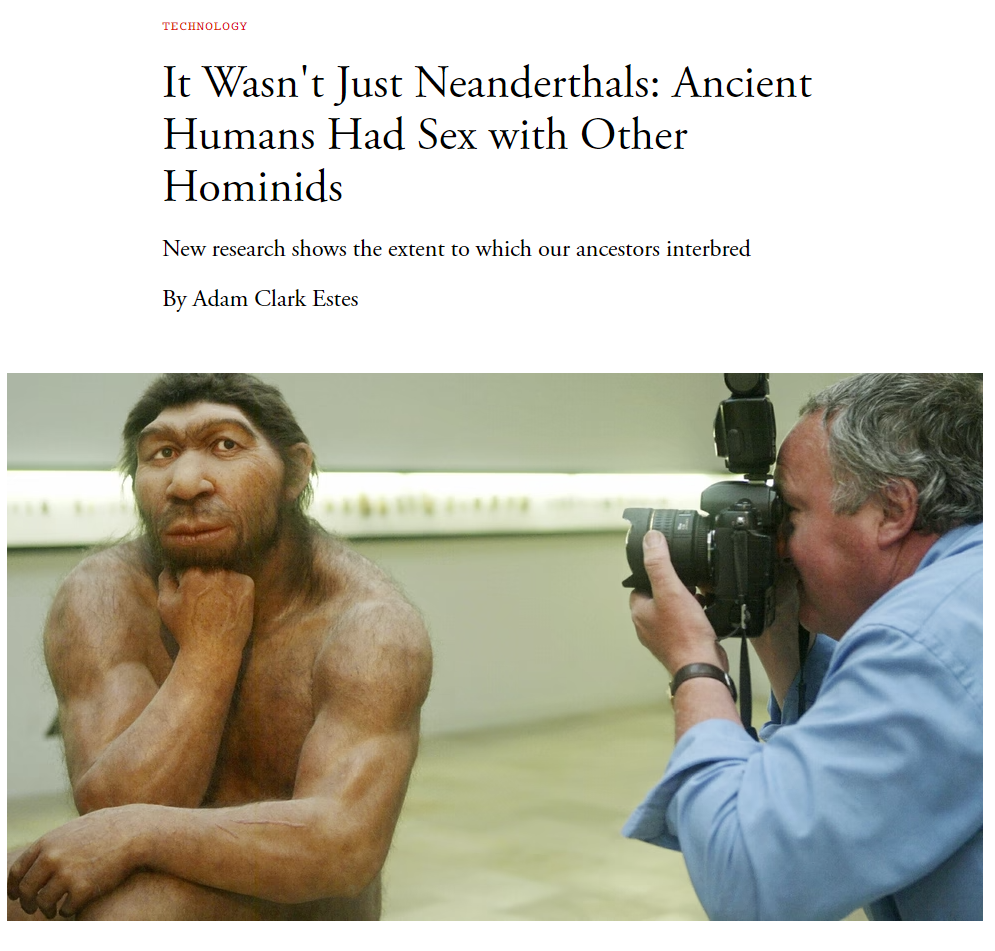 TECHNOLOGY
It Wasn't Just Neanderthals: Ancient
Humans Had Sex with Other
Hominids
New research shows the extent to which our ancestors interbred
By Adam Clark Estes